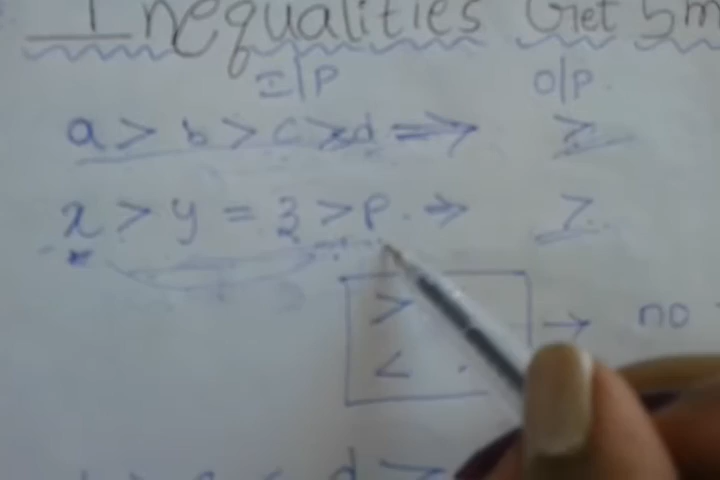 Inequalities Get 5m
I/P O/P
a > b > c > d ⇒ >
x > y = z > p → >
> → no
<
d >